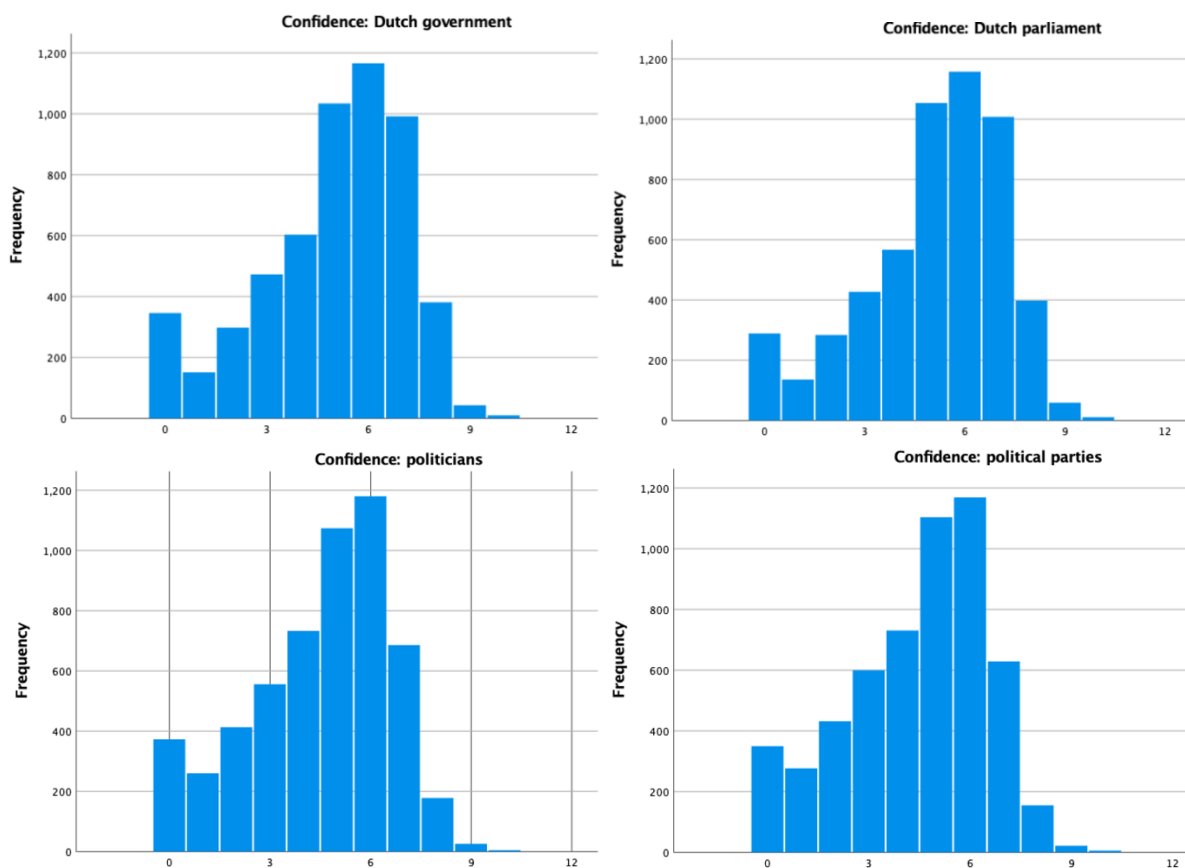 Confidence: Dutch government
1,200
1,000
800
600
400
200
0
Frequency
0 3 6 9 12
Confidence: Dutch parliament
1,200
1,000
800
600
400
200
0
Frequency
0 3 6 9 12
Confidence: politicians
1,200
1,000
800
600
400
200
0
Frequency
0 3 6 9 12
Confidence: political parties
1,200
1,000
800
600
400
200
0
Frequency
0 3 6 9 12